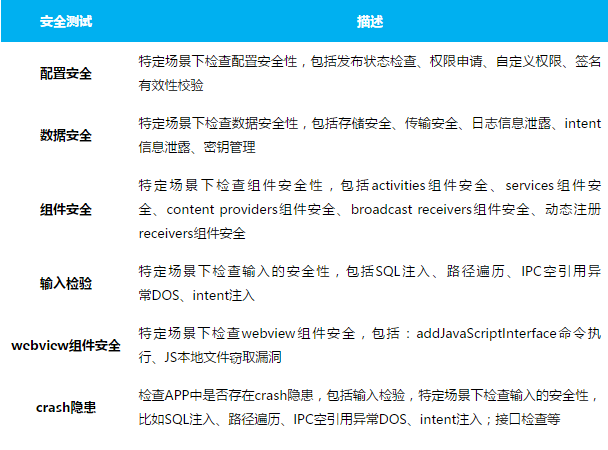 安全测试 描述
配置安全 特定场景下检查配置安全性，包括发布状态检查、权限申请、自定义权限、签名
有效性校验
数据安全 特定场景下检查数据安全性，包括存储安全、传输安全、日志信息泄露、intent
信息泄露、密钥管理
特定场景下检查组件安全性，包括activities组件安全、services组件安
组件安全 全、content providers组件安全、broadcast receivers组件安全、动态注册
receivers组件安全
输入检验 特定场景下检查输入的安全性，包括SQL注入、路径遍历、IPC空引用异
常DOS、intent注入
webview组件安全 特定场景下检查webview组件安全，包括：addJavaScriptInterface命令执
行、JS本地文件窃取漏洞
crash隐患 检查APP中是否存在crash隐患，包括输入检验，特定场景下检查输入的安全性，
比如SQL注入、路径遍历、IPC空引用异常DOS、intent注入；接口检查等